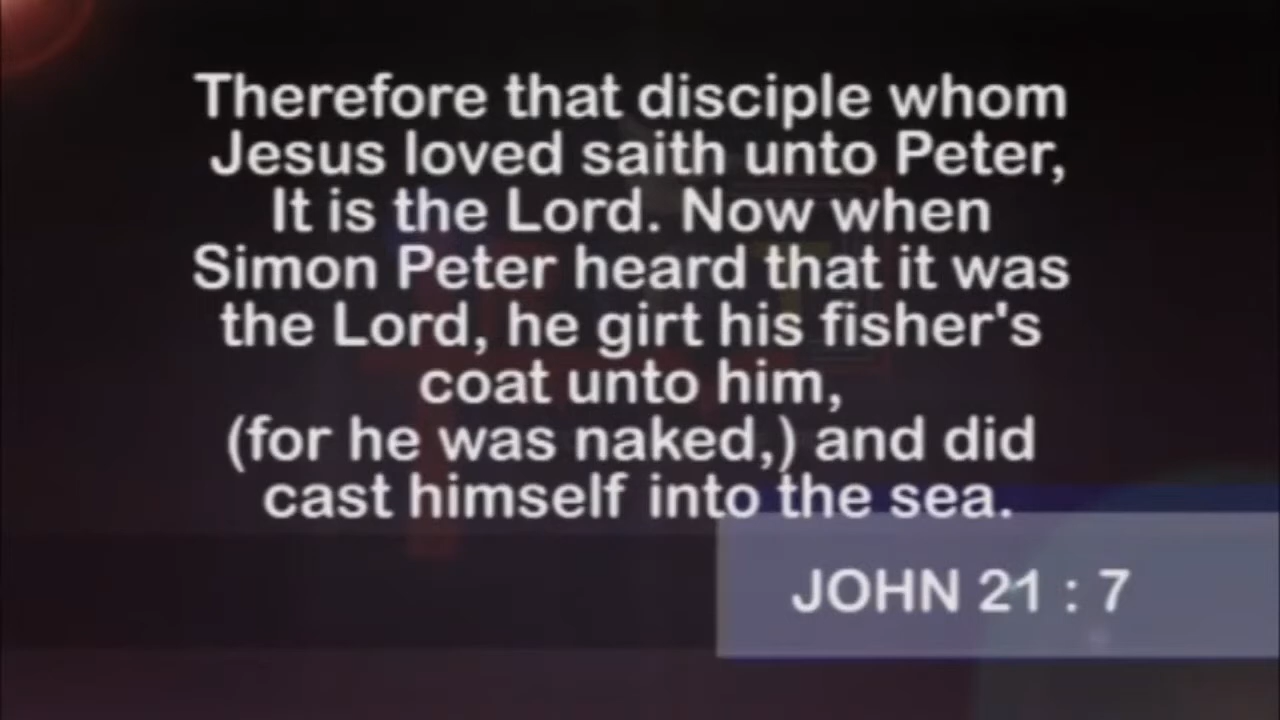 Therefore that disciple whom
Jesus loved saith unto Peter,
It is the Lord. Now when
Simon Peter heard that it was
the Lord, he girt his fisher's
coat unto him,
(for he was naked,) and did
cast himself into the sea.
JOHN 21 : 7